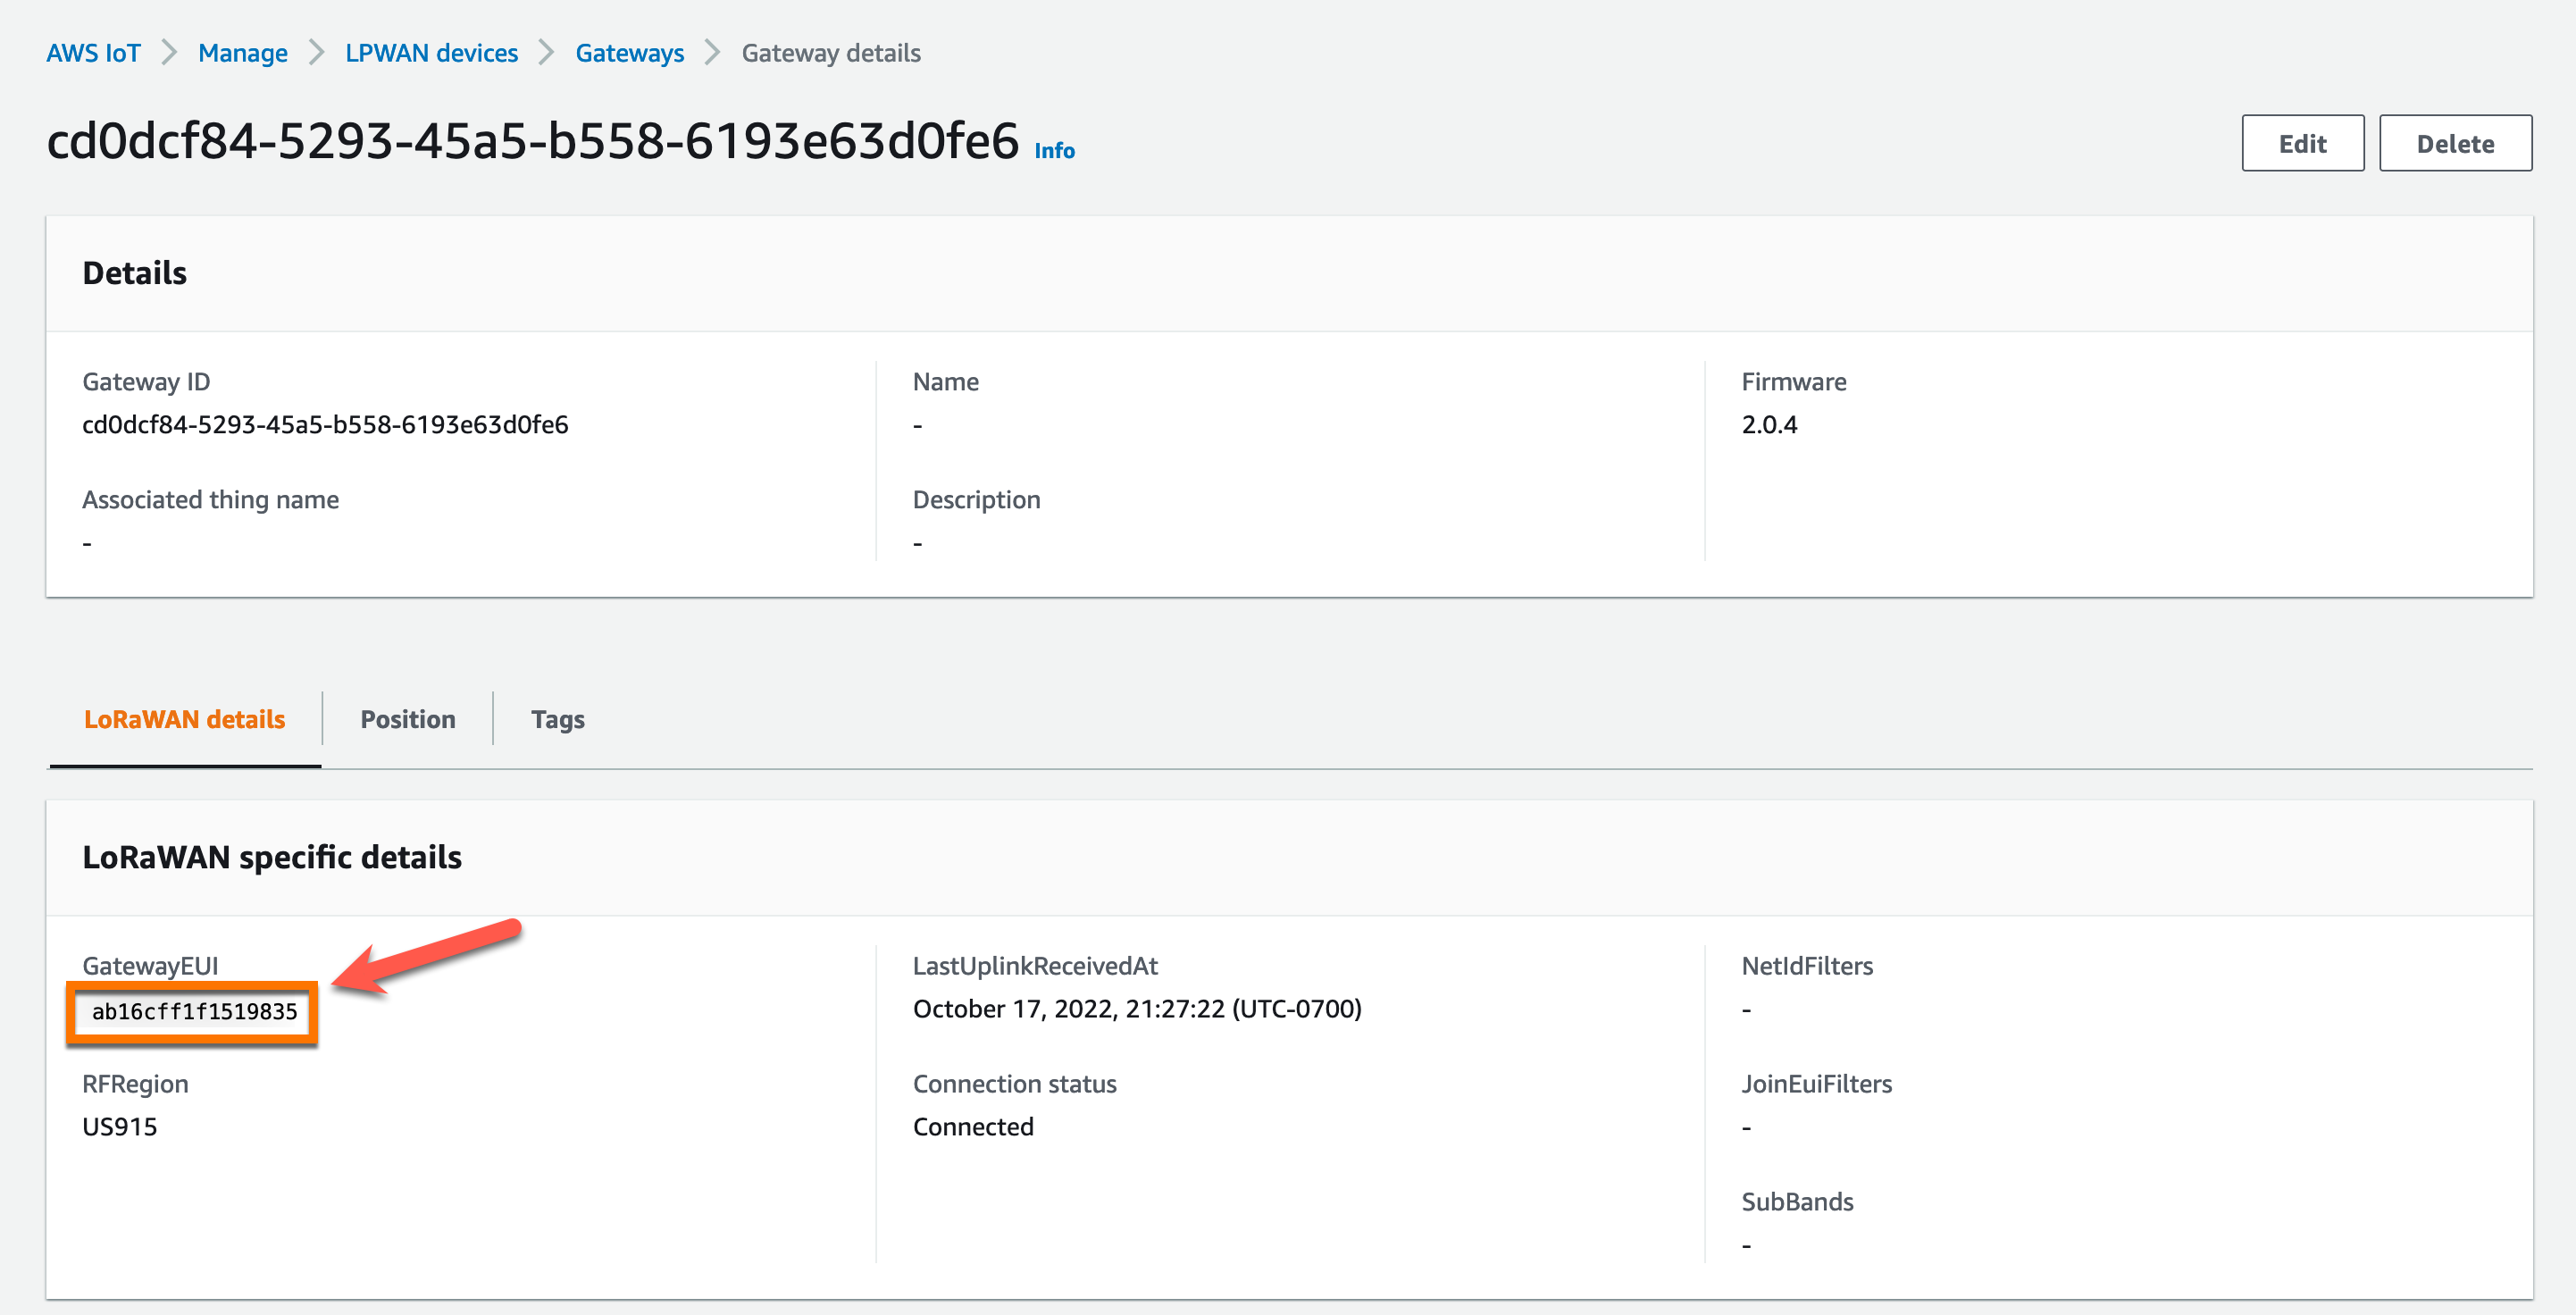 AWS IoT > Manage > LPWAN devices > Gateways > Gateway details
cd0dcf84-5293-45a5-b558-6193e63d0fe6 Info
Edit
Delete
Details
Gateway ID
cd0dcf84-5293-45a5-b558-6193e63d0fe6
Associated thing name
-
Name
-
Description
-
Firmware
2.0.4
LoRaWAN details
Position
Tags
LoRaWAN specific details
GatewayEUI
ab16cff1f1519835
RFRegion
US915
LastUplinkReceivedAt
October 17, 2022, 21:27:22 (UTC-0700)
Connection status
Connected
NetIdFilters
-
JoinEuiFilters
-
SubBands
-